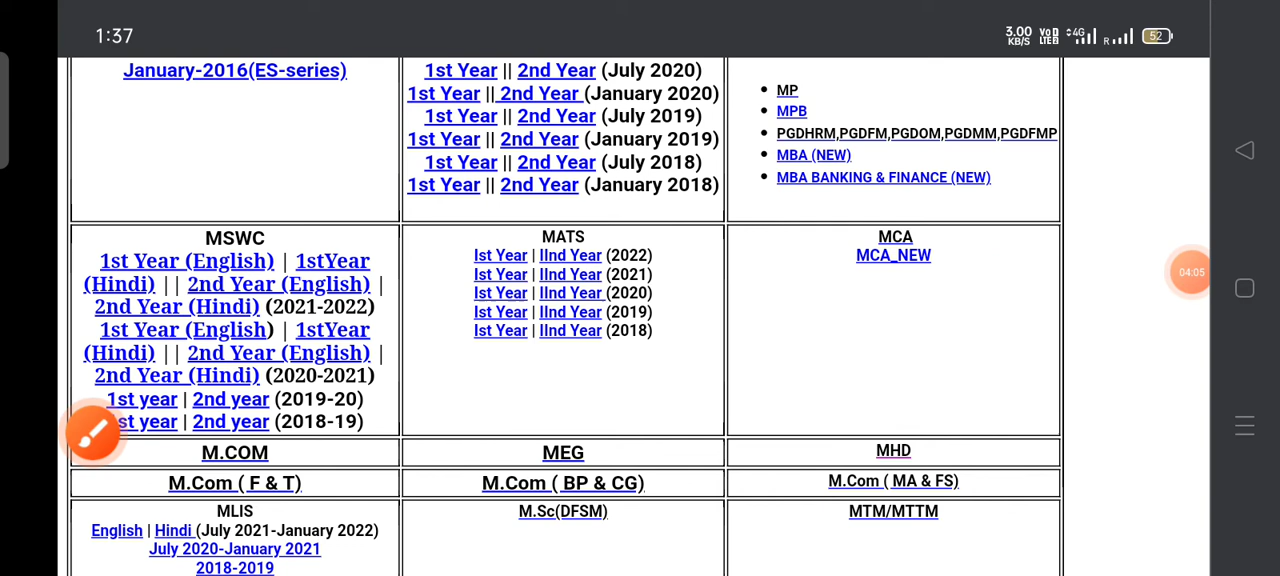 1:37
3.00 KB/S VoD LTE2 4G R 52
January-2016(ES-series)
1st Year || 2nd Year (July 2020)
1st Year || 2nd Year (January 2020)
1st Year || 2nd Year (July 2019)
1st Year || 2nd Year (January 2019)
1st Year || 2nd Year (July 2018)
1st Year || 2nd Year (January 2018)
• MP
• MPB
• PGDHRM,PGDFM,PGDOM,PGDMM,PGDFMP
• MBA (NEW)
• MBA BANKING & FINANCE (NEW)
MSWC
1st Year (English) | 1stYear
(Hindi) || 2nd Year (English) |
2nd Year (Hindi) (2021-2022)
1st Year (English) | 1stYear
(Hindi) || 2nd Year (English) |
2nd Year (Hindi) (2020-2021)
1st year | 2nd year (2019-20)
st year | 2nd year (2018-19)
MATS
Ist Year | IInd Year (2022)
Ist Year | IInd Year (2021)
Ist Year | IInd Year (2020)
Ist Year | IInd Year (2019)
Ist Year | IInd Year (2018)
MCA
MCA_NEW
04:05
M.COM
MEG
MHD
M.Com ( F & T)
M.Com ( BP & CG)
M.Com ( MA & FS)
MLIS
English | Hindi (July 2021-January 2022)
July 2020-January 2021
2018-2019
M.Sc(DFSM)
MTM/MTTM